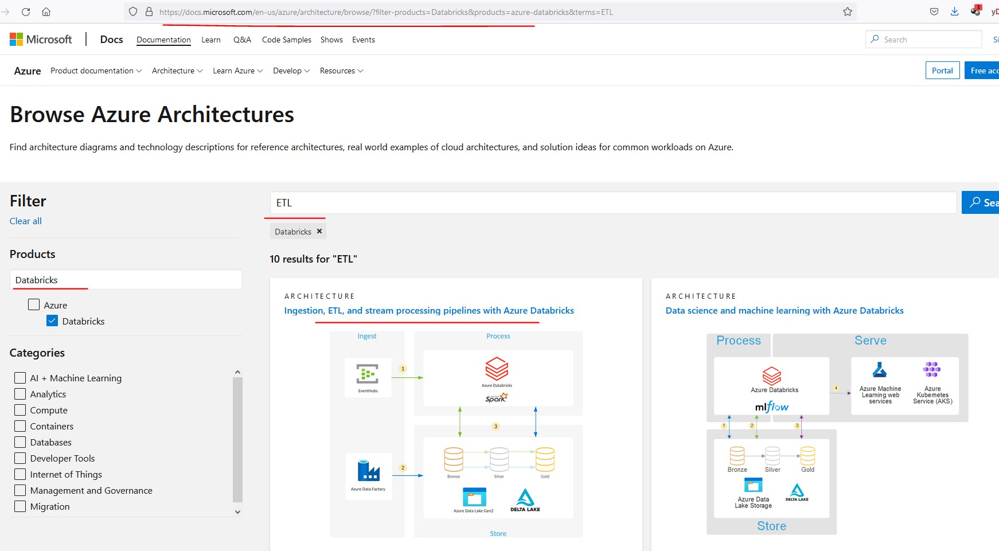 https://docs.microsoft.com/en-us/azure/architecture/browse/?filter-products=Databricks&products=azure-databricks&terms=ETL
3
Microsoft
Docs
Documentation
Learn
Q&A
Code Samples
Shows
Events
Search
Azure
Product documentation
Architecture
Learn Azure
Develop
Resources
Portal
Free
Browse Azure Architectures
Find architecture diagrams and technology descriptions for reference architectures, real world examples of cloud architectures, and solution ideas for common workloads on Azure.
Filter
Clear all
Products
Databricks
Azure
Databricks
Categories
AI + Machine Learning
Analytics
Compute
Containers
Databases
Developer Tools
Internet of Things
Management and Governance
Migration
ETL
Databricks
10 results for "ETL"
ARCHITECTURE
Ingestion, ETL, and stream processing pipelines with Azure Databricks
Ingest
Process
EventHubs
1
Azure Databricks
APACHE Spark
3
2
Azure Data Factory
Bronze
Silver
Gold
Azure Data Lake Gen2
DELTA LAKE
Store
ARCHITECTURE
Data science and machine learning with Azure Databricks
Process
Serve
Azure Databricks
mlflow
4
Azure Machine
Learning web
services
Azure
Kubernetes
Service (AKS)
1
2
3
Bronze
Silver
Gold
Azure Data
Lake Storage
DELTA LAKE
Store